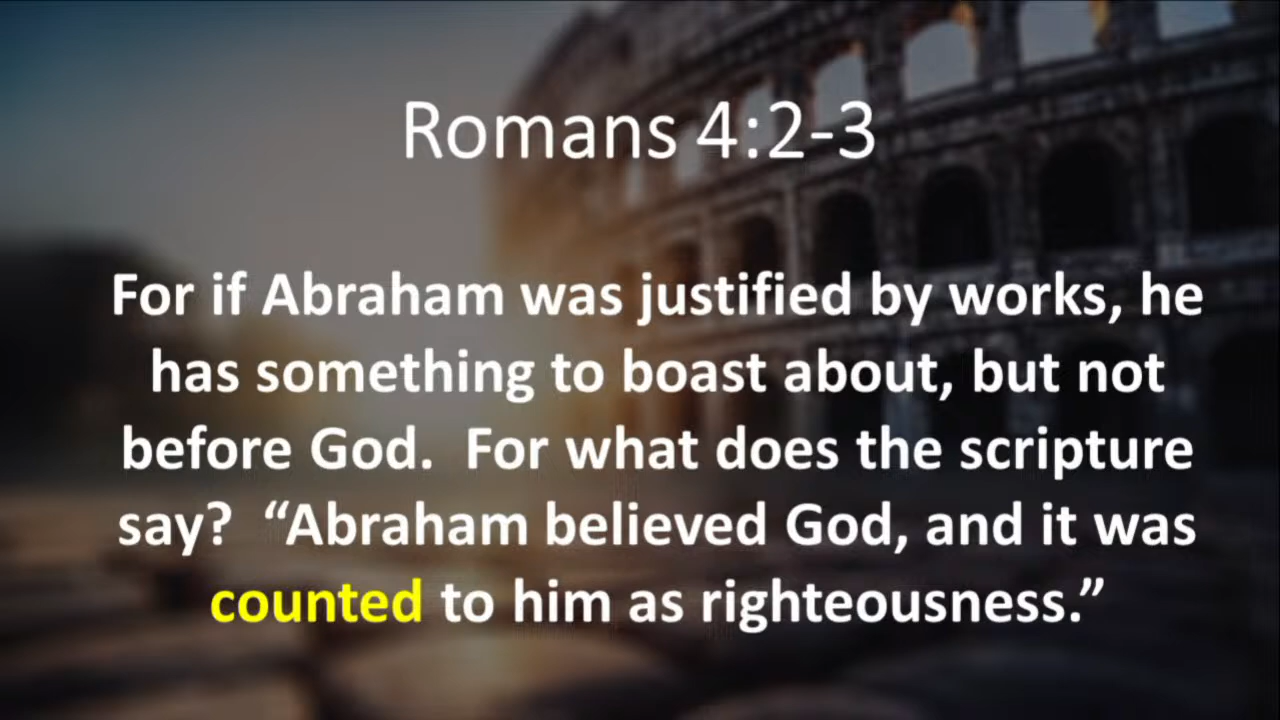 Romans 4:2-3
For if Abraham was justified by works, he
has something to boast about, but not
before God.  For what does the scripture
say?  “Abraham believed God, and it was
counted to him as righteousness.”